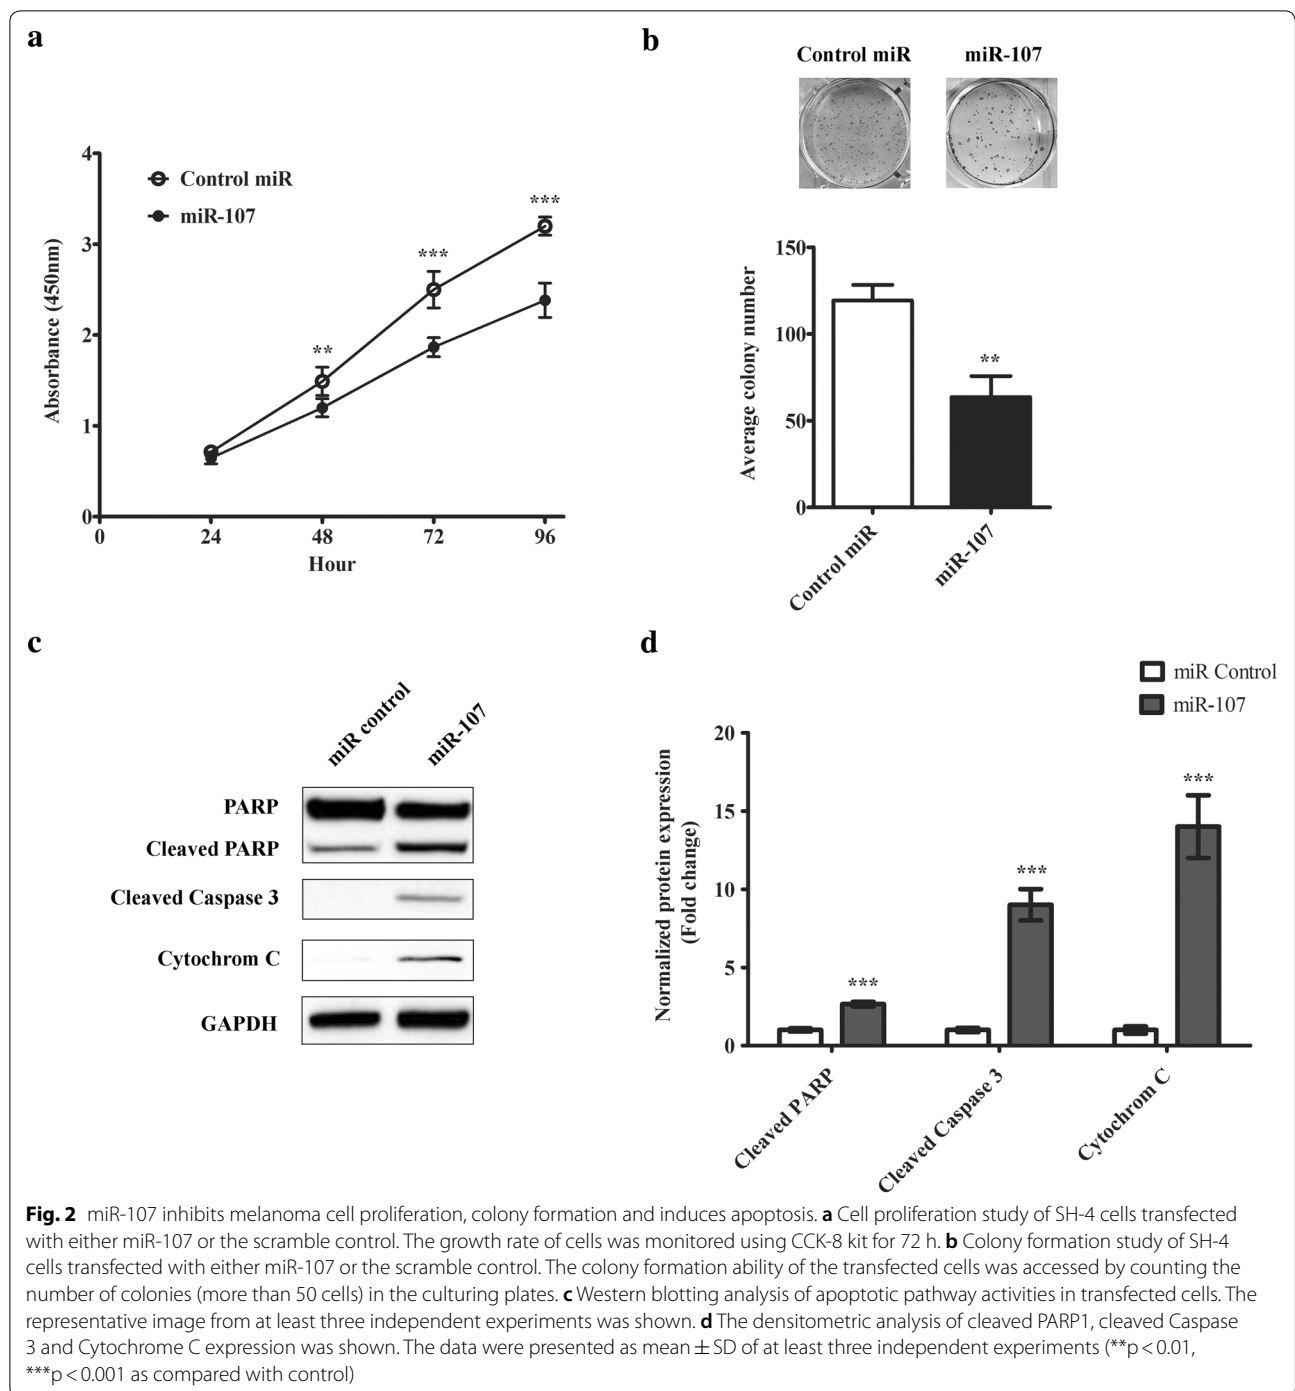 a
4
3
2
1
0
Absorbance (450nm)
Control miR
miR-107
**
***
***
0 24 48 72 96
Hour
b
Control miR miR-107
150
100
50
0
Average colony number
**
Control miR
miR-107
c
miR control
miR-107
PARP
Cleaved PARP
Cleaved Caspase 3
Cytochrom C
GAPDH
d
miR Control
miR-107
20
15
10
5
0
Normalized protein expression
(Fold change)
***
***
***
Cleaved PARP
Cleaved Caspase 3
Cytochrom C
Fig. 2 miR-107 inhibits melanoma cell proliferation, colony formation and induces apoptosis. a Cell proliferation study of SH-4 cells transfected
with either miR-107 or the scramble control. The growth rate of cells was monitored using CCK-8 kit for 72 h. b Colony formation study of SH-4
cells transfected with either miR-107 or the scramble control. The colony formation ability of the transfected cells was accessed by counting the
number of colonies (more than 50 cells) in the culturing plates. c Western blotting analysis of apoptotic pathway activities in transfected cells. The
representative image from at least three independent experiments was shown. d The densitometric analysis of cleaved PARP1, cleaved Caspase
3 and Cytochrome C expression was shown. The data were presented as mean ± SD of at least three independent experiments (**p < 0.01,
***p < 0.001 as compared with control)